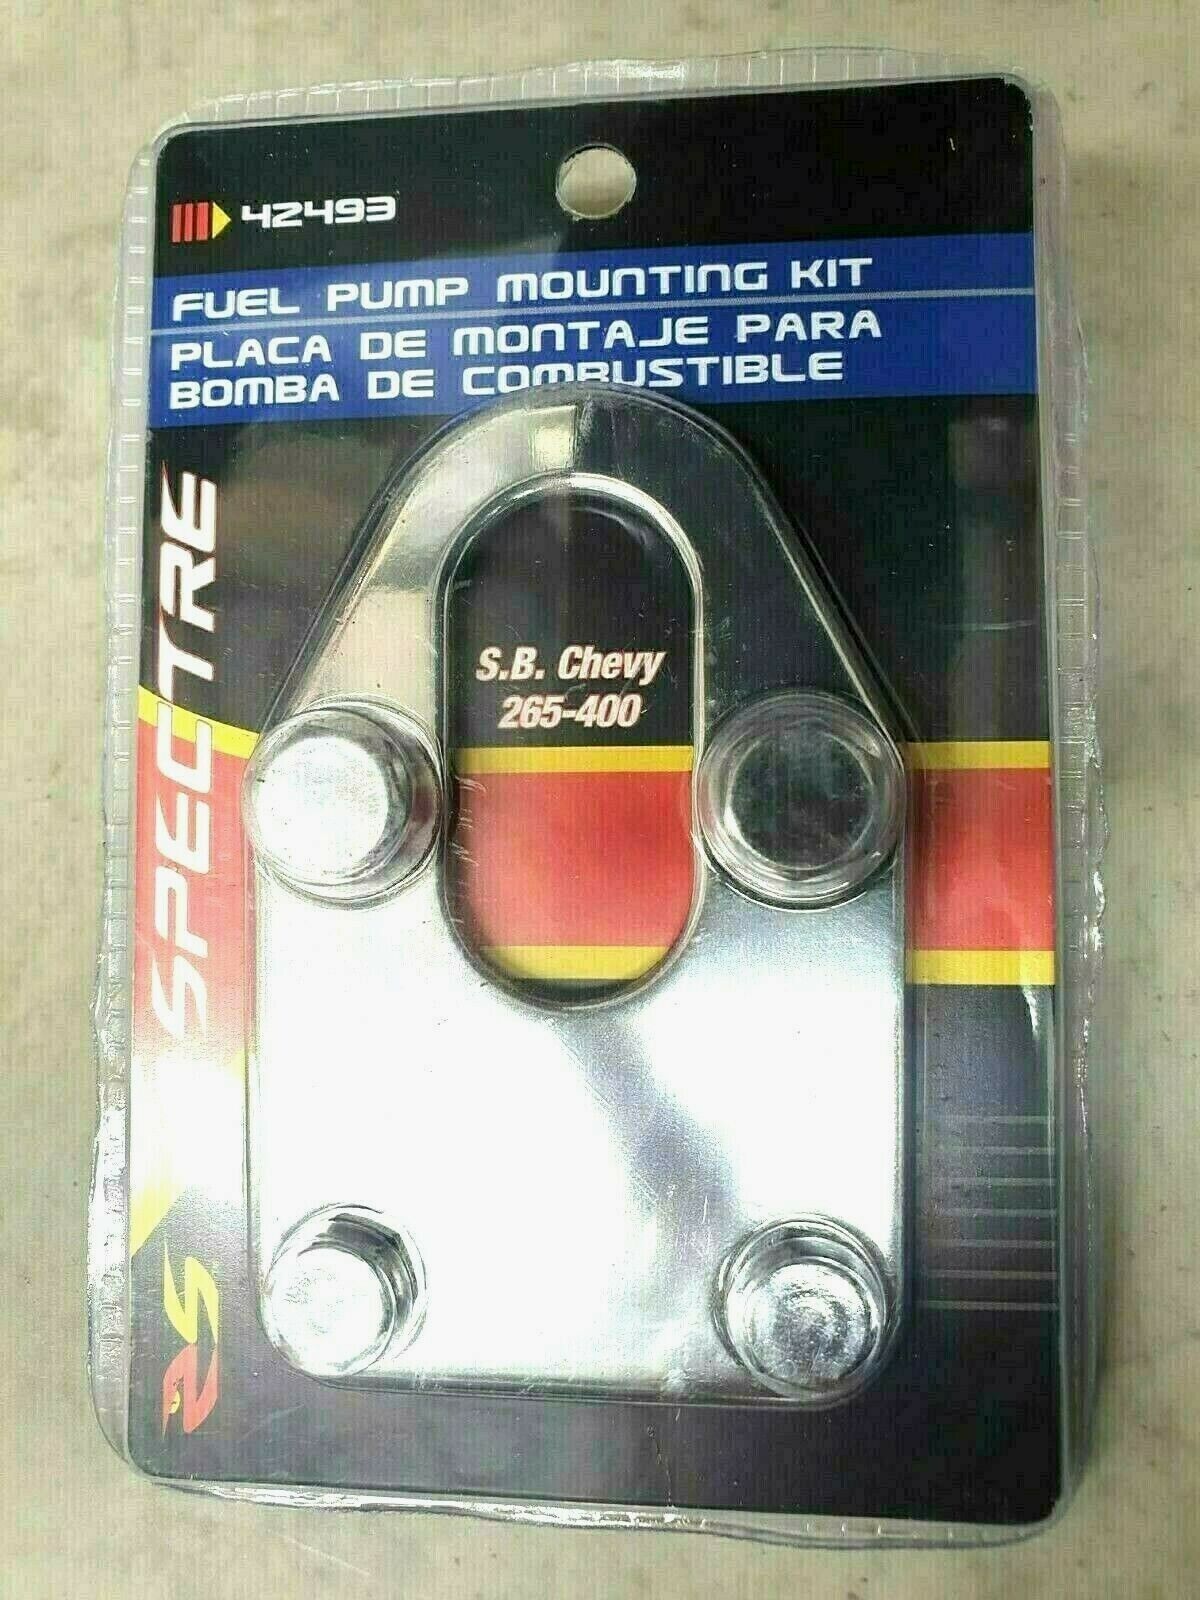 42493
FUEL PUMP MOUNTING KIT
PLACA DE MONTAJE PARA
BOMBA DE COMBUSTIBLE
SPECTRE
S.B. Chevy
265-400